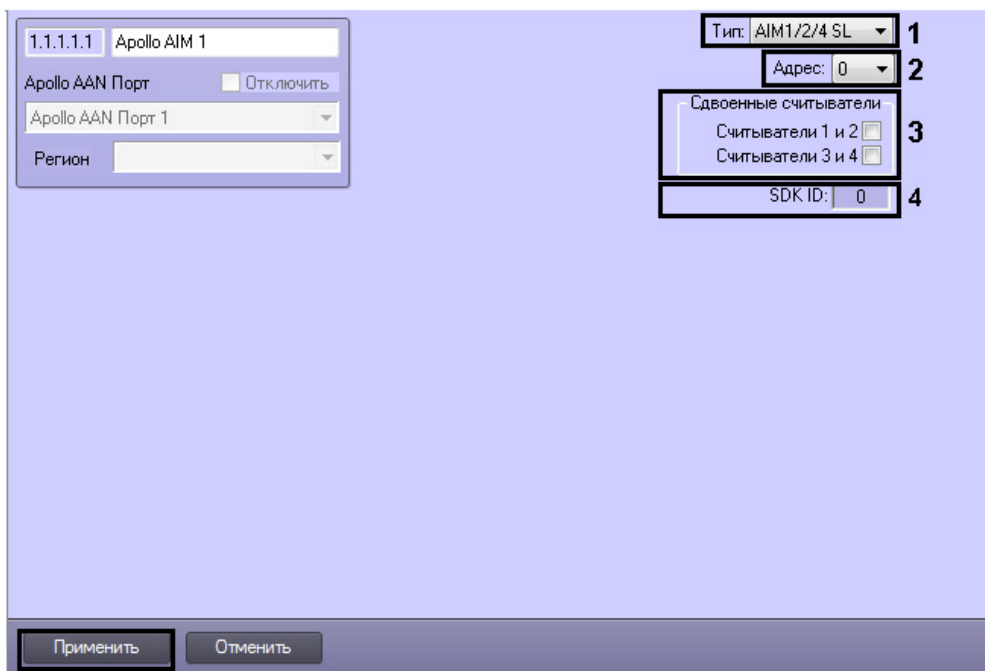 1.1.1.1.1 Apollo AIM 1
Apollo AAN Порт Отключить
Apollo AAN Порт 1
Регион
Тип: AIM1/2/4 SL 1
Адрес: 0 2
Сдвоенные считыватели
Считыватели 1 и 2
3
Считыватели 3 и 4
SDK ID: 0 4
Применить Отменить